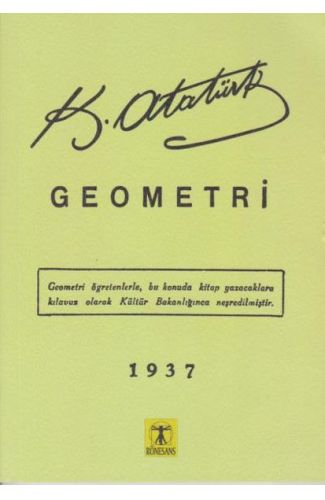 K. Atatürk
GEOMETRİ
Geometri öğretenlerle, bu konuda kitap yazacaklara
kılavuz olarak Kültür Bakanlığınca neşredilmiştir.
1937
RÖNESANS